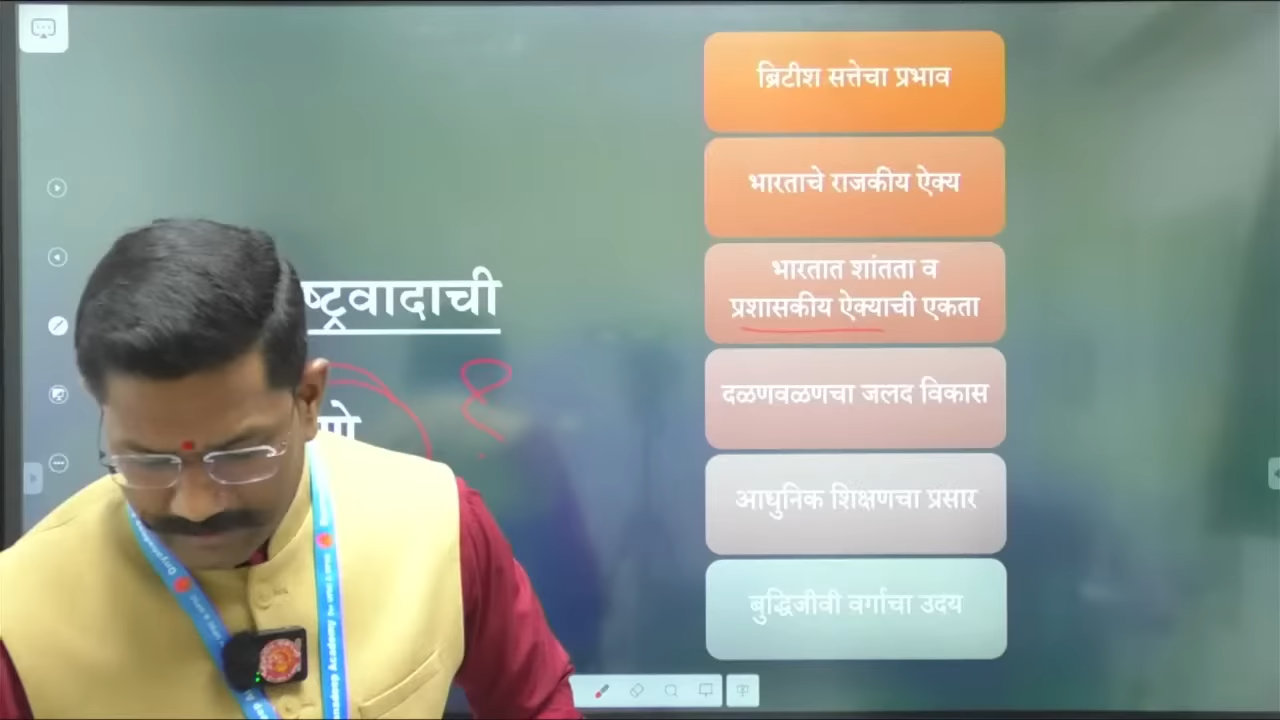 ष्ट्रवादाची
ब्रिटीश सत्तेचा प्रभाव
भारताचे राजकीय ऐक्य
भारतात शांतता व
प्रशासकीय ऐक्याची एकता
दळणवळणचा जलद विकास
आधुनिक शिक्षणचा प्रसार
बुद्धिजीवी वर्गाचा उदय